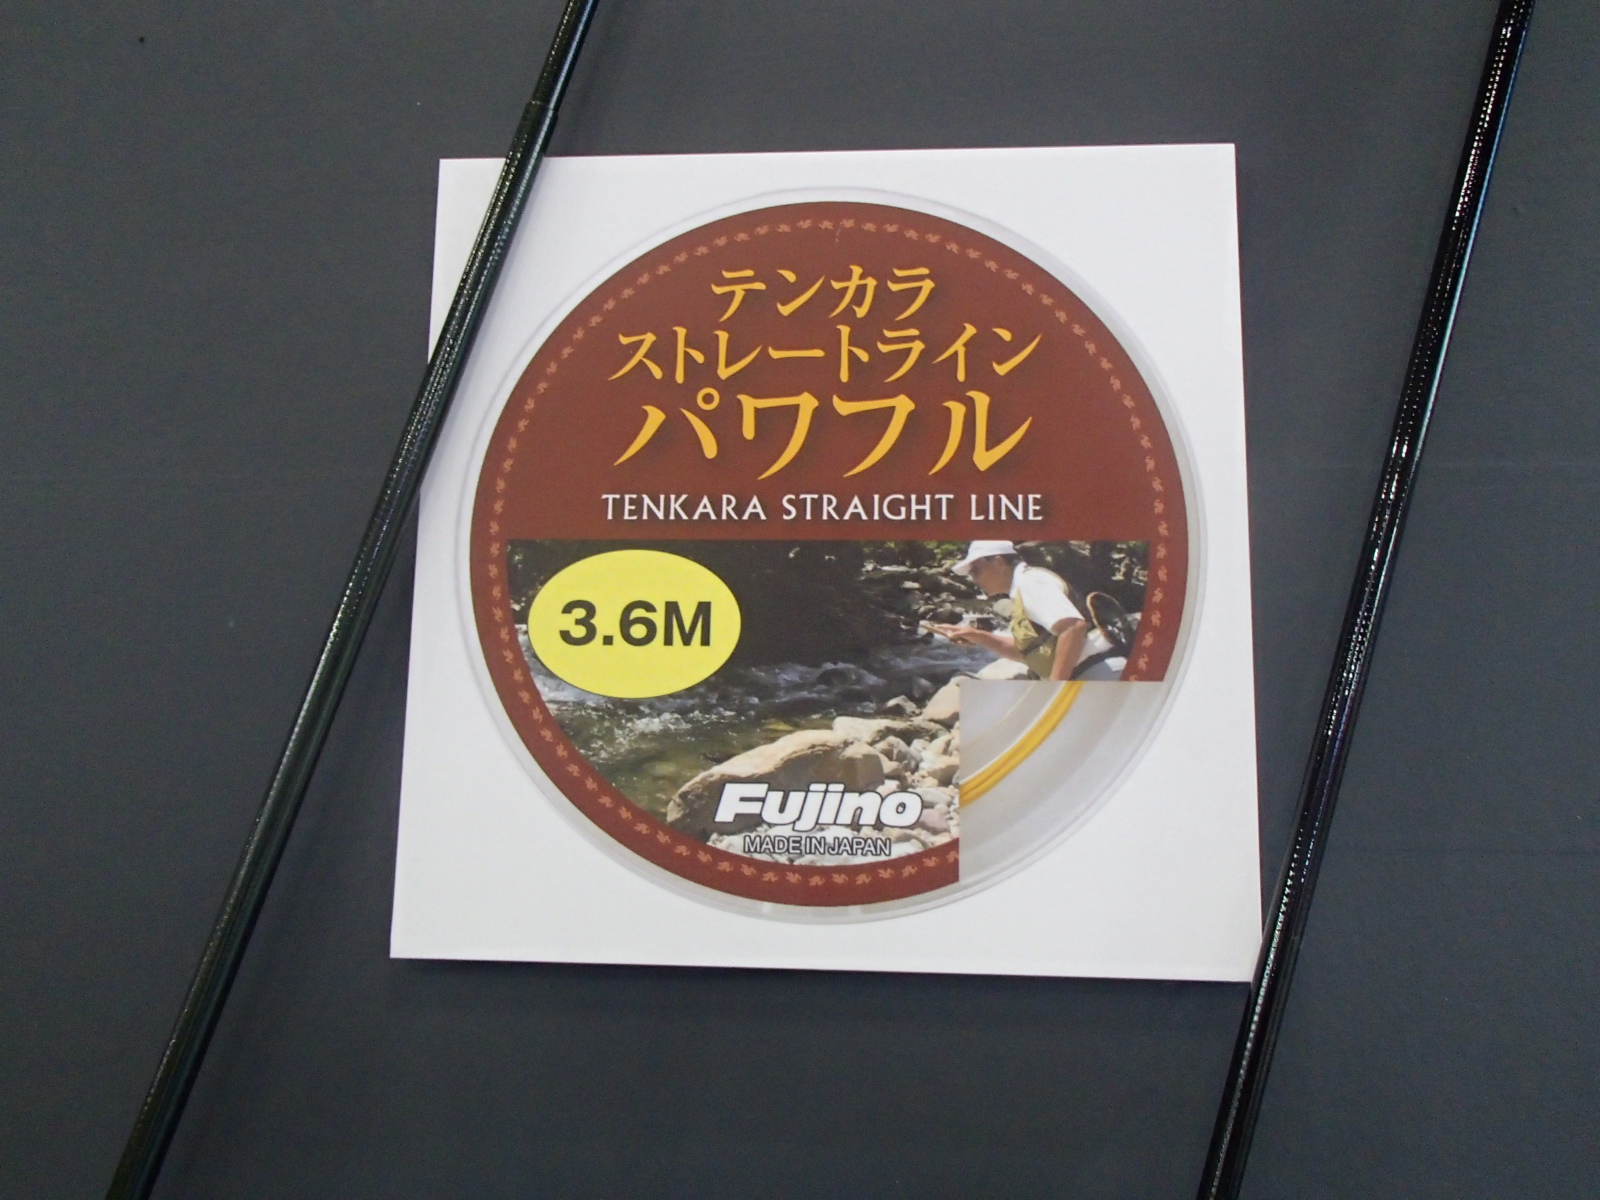 テンカラ
ストレートライン
パワフル
TENKARA STRAIGHT LINE
3.6M
Fujino
MADE IN JAPAN